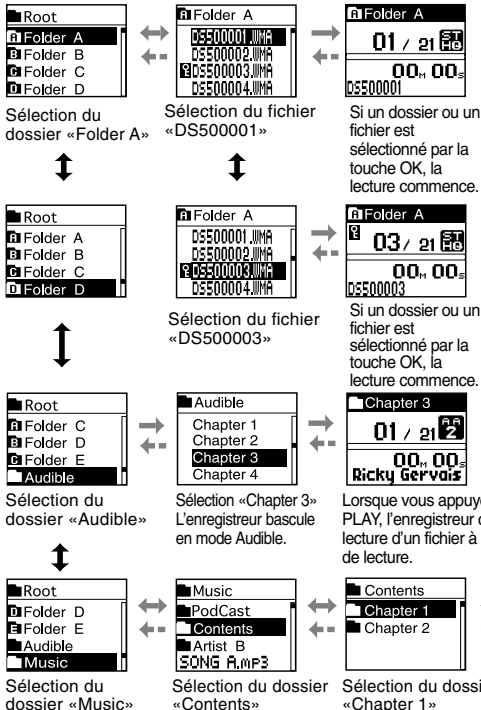 Root
A Folder A
B Folder B
C Folder C
D Folder D
Sélection du
dossier «Folder A»
A Folder A
DS500001.WMA
DS500002.WMA
DS500003.WMA
DS500004.WMA
Sélection du fichier
«DS500001»
A Folder A
01 / 21 ST HQ
00M 00S
DS500001
Si un dossier ou un
fichier est
sélectionné par la
touche OK, la
lecture commence.
Root
A Folder A
B Folder B
C Folder C
D Folder D
A Folder A
DS500001.WMA
DS500002.WMA
DS500003.WMA
DS500004.WMA
Sélection du fichier
«DS500003»
A Folder A
03 / 21 ST HQ
00M 00S
DS500003
Si un dossier ou un
fichier est
sélectionné par la
touche OK, la
lecture commence.
Root
C Folder C
D Folder D
E Folder E
Audible
Sélection du
dossier «Audible»
Audible
Chapter 1
Chapter 2
Chapter 3
Chapter 4
Sélection «Chapter 3»
L'enregistreur bascule
en mode Audible.
Chapter 3
01 / 21 AA 2
00M 00S
Ricky Gervais
Lorsque vous appuye
PLAY, l'enregistreur
lecture d'un fichier à
de lecture.
Root
D Folder D
E Folder E
Audible
Music
Sélection du
dossier «Music»
Music
PodCast
Contents
Artist B
SONG A.MP3
Sélection du dossier
«Contents»
Contents
Chapter 1
Chapter 2
Sélection du dossi
«Chapter 1»